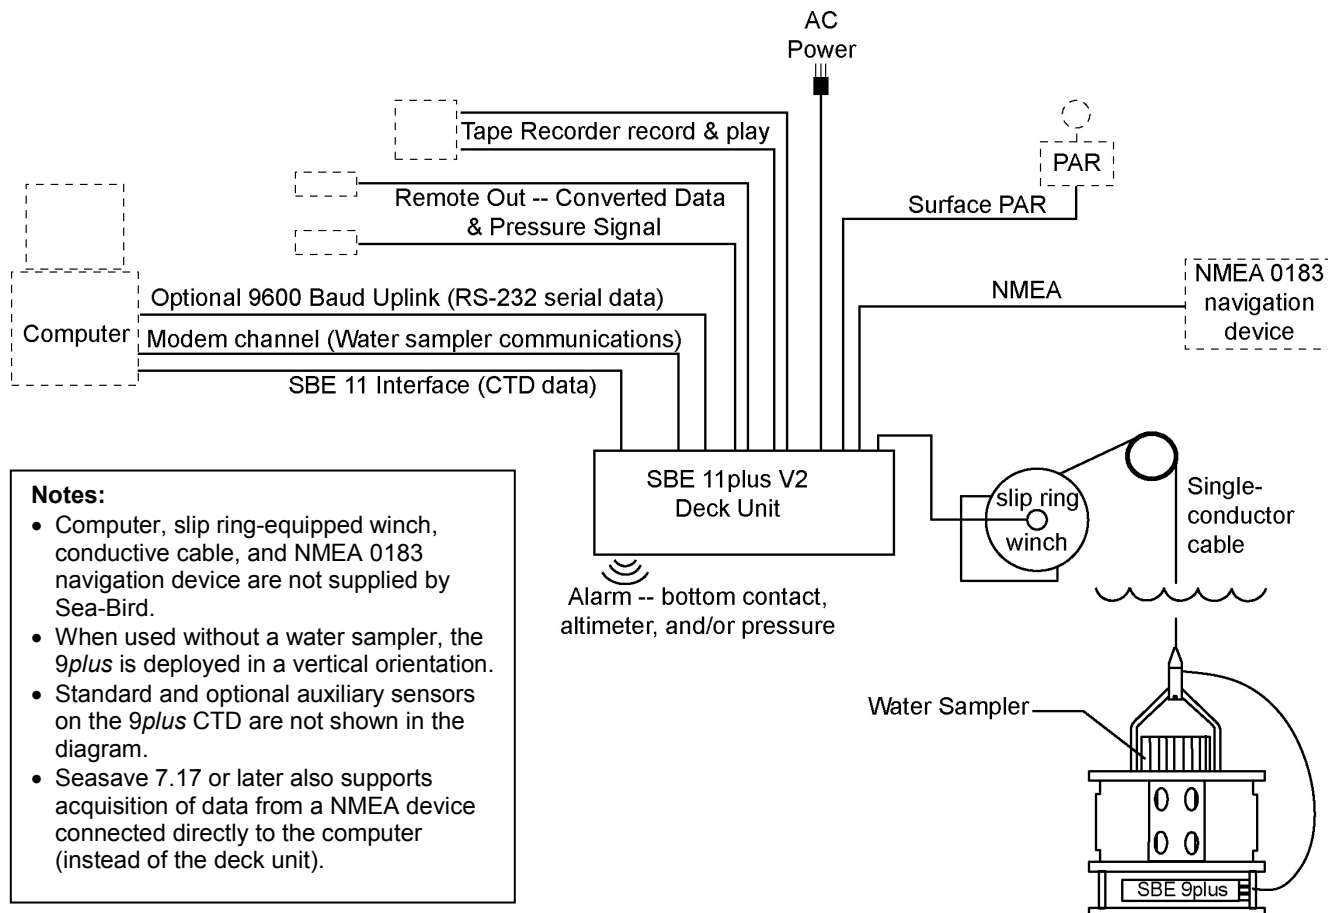 AC
Power
Tape Recorder record & play
PAR
Remote Out -- Converted Data
& Pressure Signal
Surface PAR
NMEA 0183
navigation
device
NMEA
Computer
Optional 9600 Baud Uplink (RS-232 serial data)
Modem channel (Water sampler communications)
SBE 11 Interface (CTD data)
SBE 11plus V2
Deck Unit
slip ring
winch
Single-
conductor
cable
Alarm -- bottom contact,
altimeter, and/or pressure
Water Sampler
SBE 9plus
Notes:
• Computer, slip ring-equipped winch,
conductive cable, and NMEA 0183
navigation device are not supplied by
Sea-Bird.
• When used without a water sampler, the
9plus is deployed in a vertical orientation.
• Standard and optional auxiliary sensors
on the 9plus CTD are not shown in the
diagram.
• Seasave 7.17 or later also supports
acquisition of data from a NMEA device
connected directly to the computer
(instead of the deck unit).